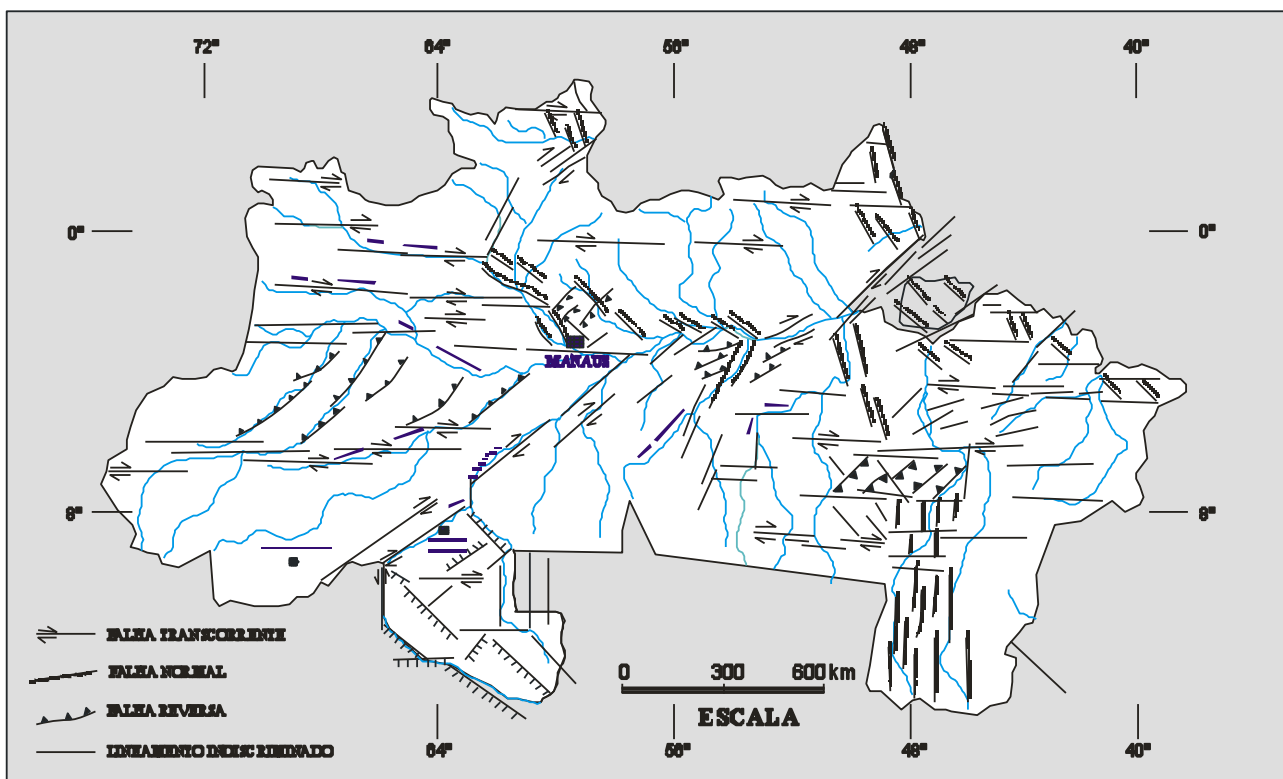 72° 64° 56° 48° 40°
0° 0°
MANAUS
8° 8°
FALHA TRANSCORRENTE
FALHA NORMAL
FALHA REVERSA
LINEAMENTO INDISCRIMINADO
0 300 600 km
ESCALA
64° 56° 48° 40°